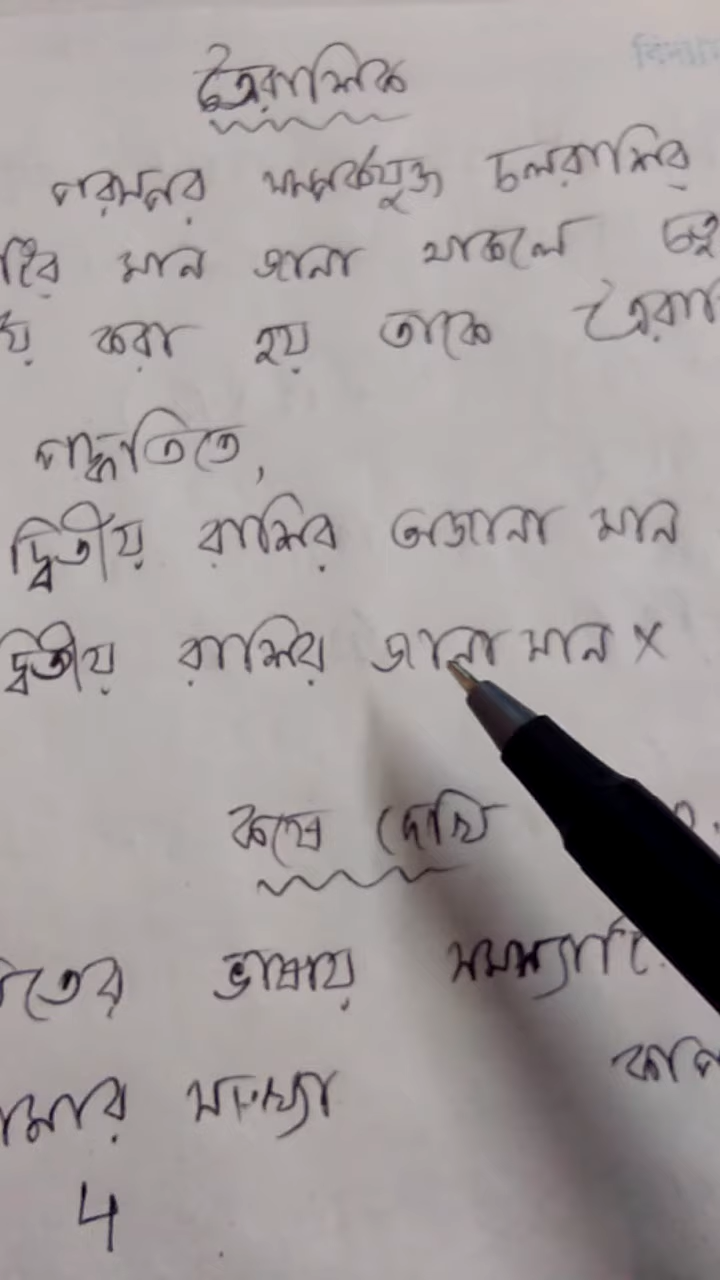 ত্রৈরাশিক
পরস্পর সম্পর্কযুক্ত চলরাশির
মান জানা থাকলে
য় করা হয় তাকে ত্রৈরা
পদ্ধতিতে,
দ্বিতীয় রাশির অজানা মান
দ্বিতীয় রাশির জানা মান ×
কষে দেখি
তের ভাষায় সমস্যাটি
মার সংখ্যা কাপ
4